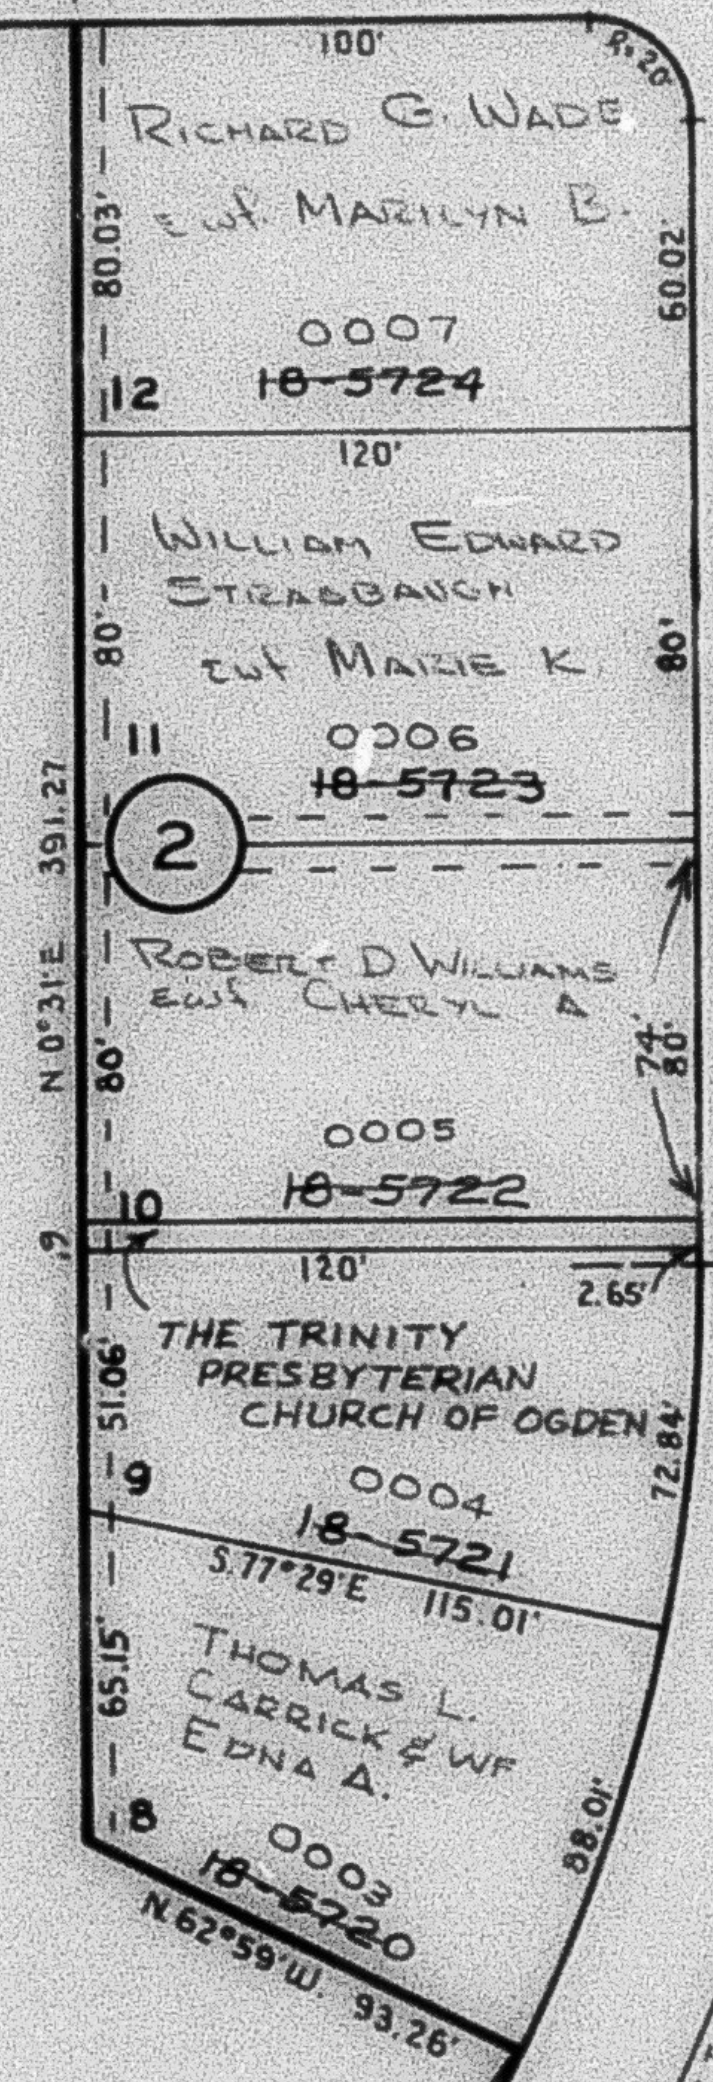 100'
R=20'
RICHARD G. WADE
& wf. MARILYN B.
80.03'
60.02'
0007
18-5724
12
120'
WILLIAM EDWARD
STRASBAUGH
& wf MARIE K.
80'
80'
0006
18-5723
11
2
N 0°31'E 391.27
ROBERT D WILLIAMS
& wf CHERYL A
80'
74'
80'
0005
18-5722
10
.9
120'
2.65'
THE TRINITY
PRESBYTERIAN
CHURCH OF OGDEN
51.06'
72.84'
0004
18-5721
9
S.77°29'E 115.01'
THOMAS L.
CARRICK & WF
EDNA A.
65.15'
88.01'
0003
18-5720
8
N.62°59'W. 93.26'